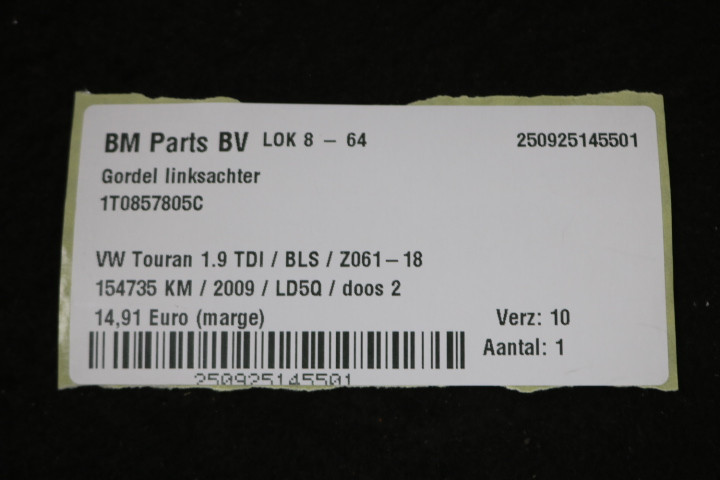 BM Parts BV LOK 8 – 64 250925145501
Gordel linksachter
1T0857805C
VW Touran 1.9 TDI / BLS / Z061–18
154735 KM / 2009 / LD5Q / doos 2
14,91 Euro (marge) Verz: 10
Aantal: 1
250925145501